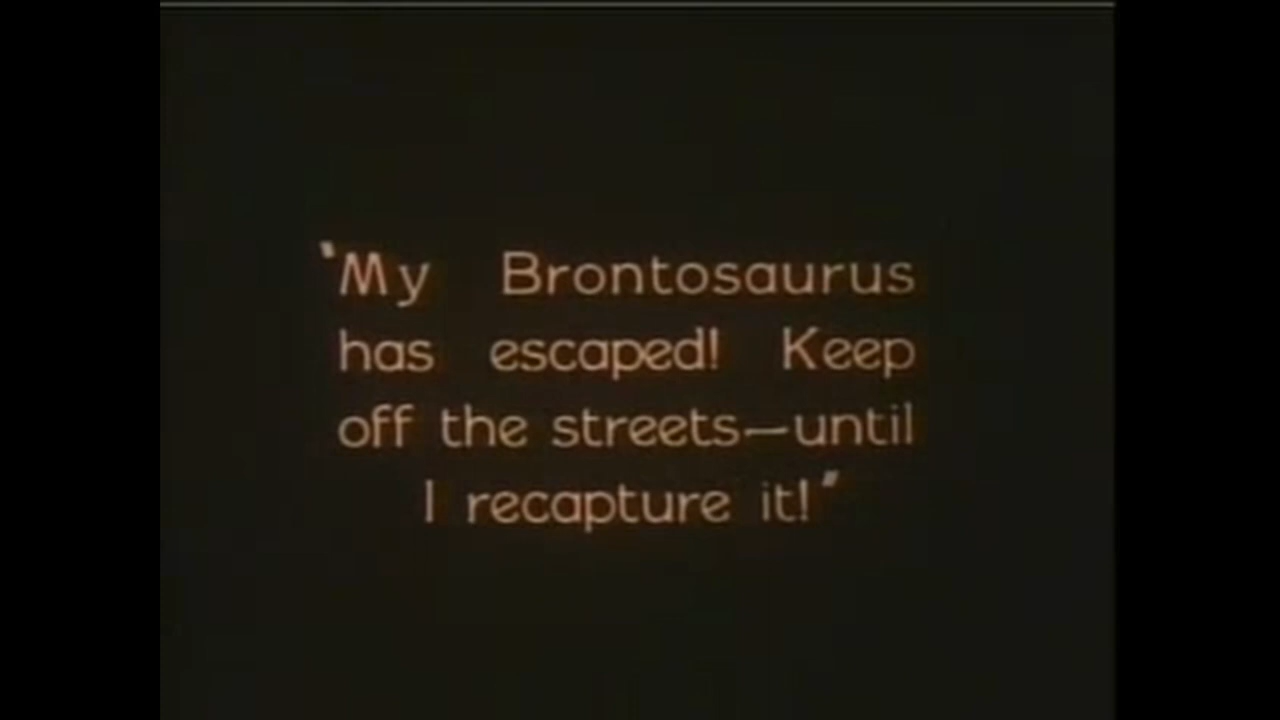 "My Brontosaurus
has escaped! Keep
off the streets—until
I recapture it!"